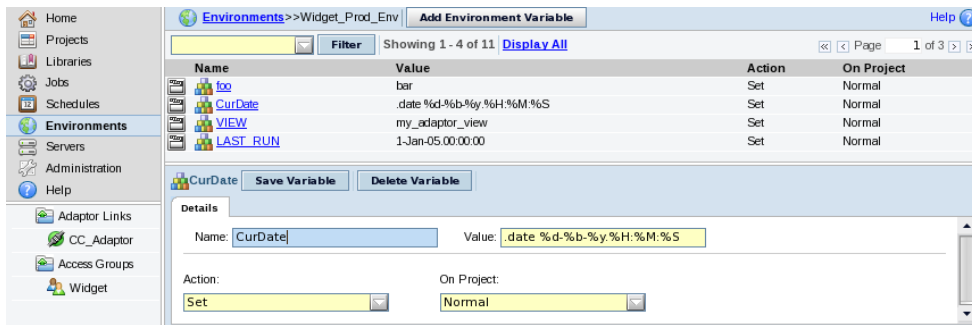 Home
Projects
Libraries
Jobs
Schedules
Environments
Servers
Administration
Help
Adaptor Links
CC_Adaptor
Access Groups
Widget
Environments>>Widget_Prod_Env Add Environment Variable Help
Filter Showing 1 - 4 of 11 Display All Page 1 of 3
Name Value Action On Project
foo bar Set Normal
CurDate .date %d-%b-%y.%H:%M:%S Set Normal
VIEW my_adaptor_view Set Normal
LAST_RUN 1-Jan-05.00:00:00 Set Normal
CurDate Save Variable Delete Variable
Details
Name: CurDate Value: .date %d-%b-%y.%H:%M:%S
Action: On Project:
Set Normal